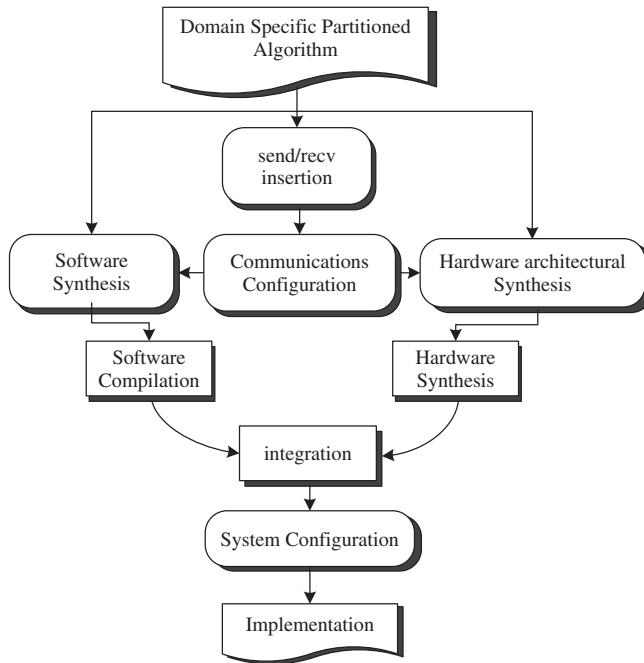 Domain Specific Partitioned
Algorithm
send/recv
insertion
Software
Synthesis
Communications
Configuration
Hardware architectural
Synthesis
Software
Compilation
Hardware
Synthesis
integration
System Configuration
Implementation